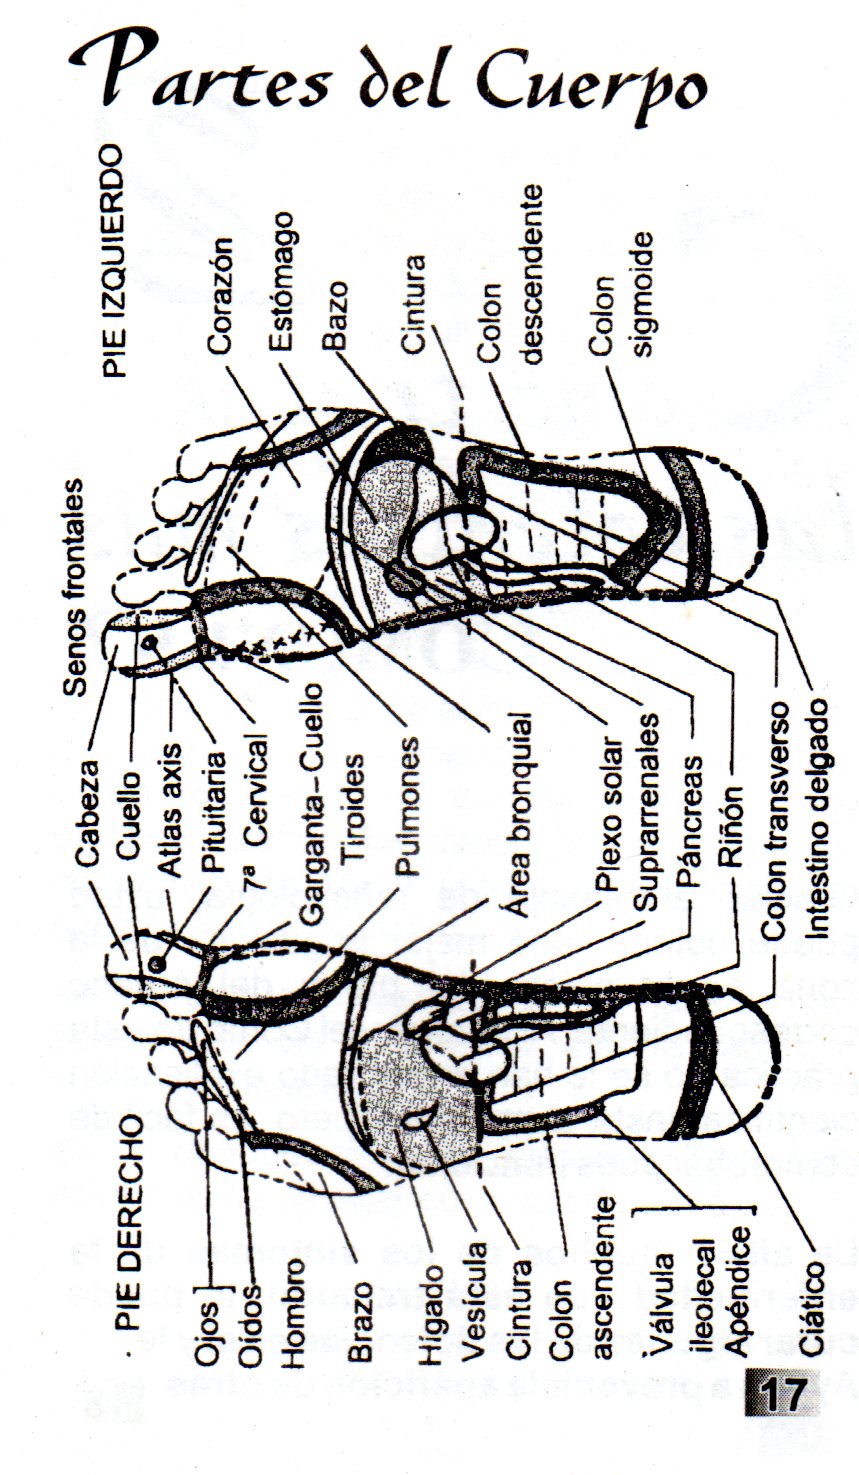 Partes del Cuerpo
PIE IZQUIERDO
Corazón
Estómago
Bazo
Cintura
Colon
descendente
Colon
sigmoide
Senos frontales
Cabeza
Cuello
Atlas axis
Pituitaria
7ª Cervical
Garganta-Cuello
Tiroides
Pulmones
Área bronquial
Plexo solar
Suprarrenales
Páncreas
Riñón
Colon transverso
Intestino delgado
PIE DERECHO
Ojos
Oídos
Hombro
Brazo
Hígado
Vesícula
Cintura
Colon
ascendente
Válvula
ileolecal
Apéndice
Ciático
17